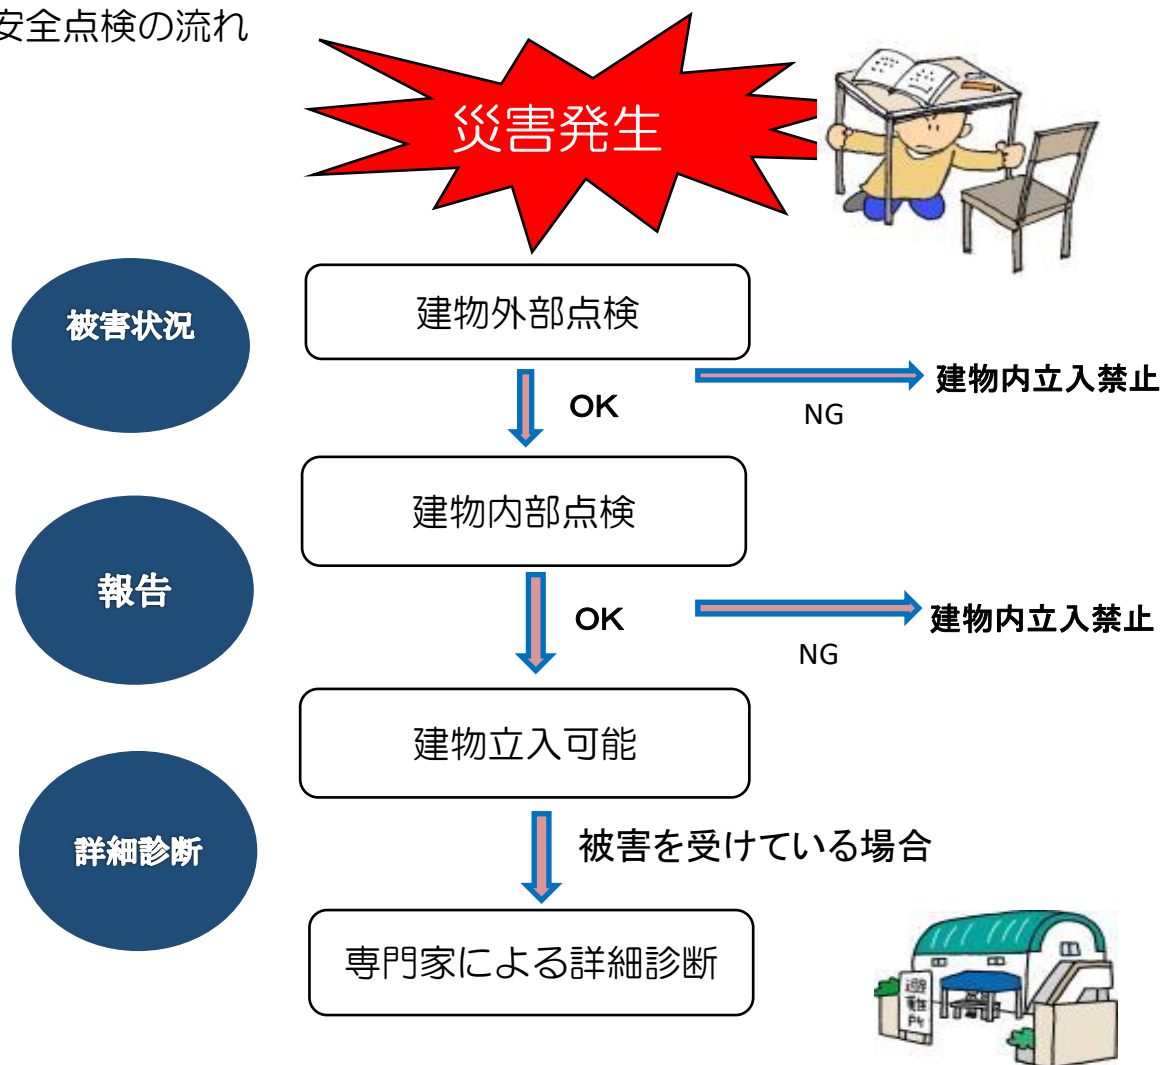 安全点検の流れ
災害発生
被害状況
建物外部点検
OK
NG
建物内立入禁止
建物内部点検
報告
OK
NG
建物内立入禁止
建物立入可能
詳細診断
被害を受けている場合
専門家による詳細診断
避難所